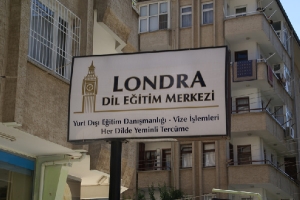 LONDRA
DİL EĞİTİM MERKEZİ
Yurt Dışı Eğitim Danışmanlığı - Vize İşlemleri
Her Dilde Yeminli Tercüme